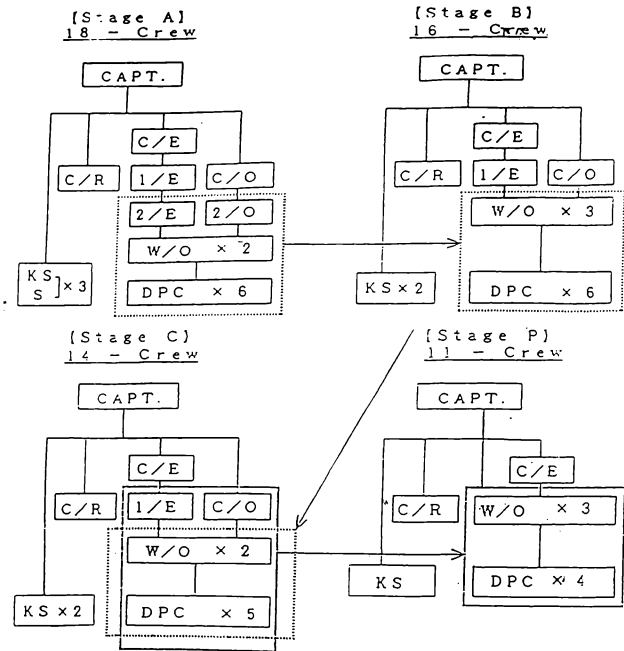 [Stage A]
18 - Crew
CAPT.
C/E
C/R
1/E
C/O
2/E
2/O
W/O × 2
KS
S ] × 3
DPC × 6
[Stage B]
16 - Crew
CAPT.
C/E
C/R
1/E
C/O
W/O × 3
KS × 2
DPC × 6
[Stage C]
14 - Crew
CAPT.
C/E
C/R
1/E
C/O
W/O × 2
KS × 2
DPC × 5
[Stage P]
11 - Crew
CAPT.
C/E
C/R
W/O × 3
KS
DPC × 4